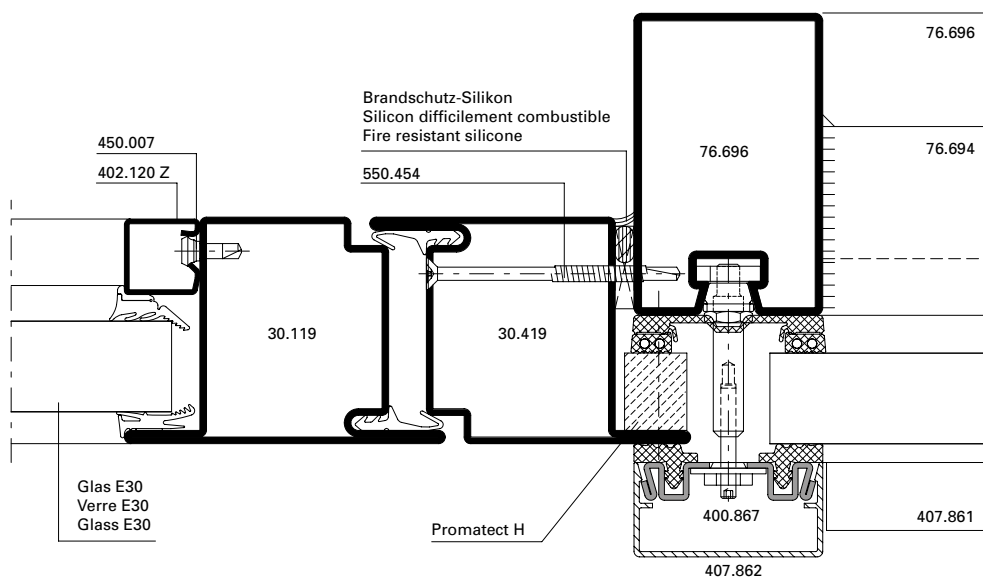 76.696
Brandschutz-Silikon
Silicon difficilement combustible
Fire resistant silicone
450.007
402.120 Z
550.454
76.696
76.694
30.119
30.419
Glas E30
Verre E30
Glass E30
Promatect H
400.867
407.861
407.862